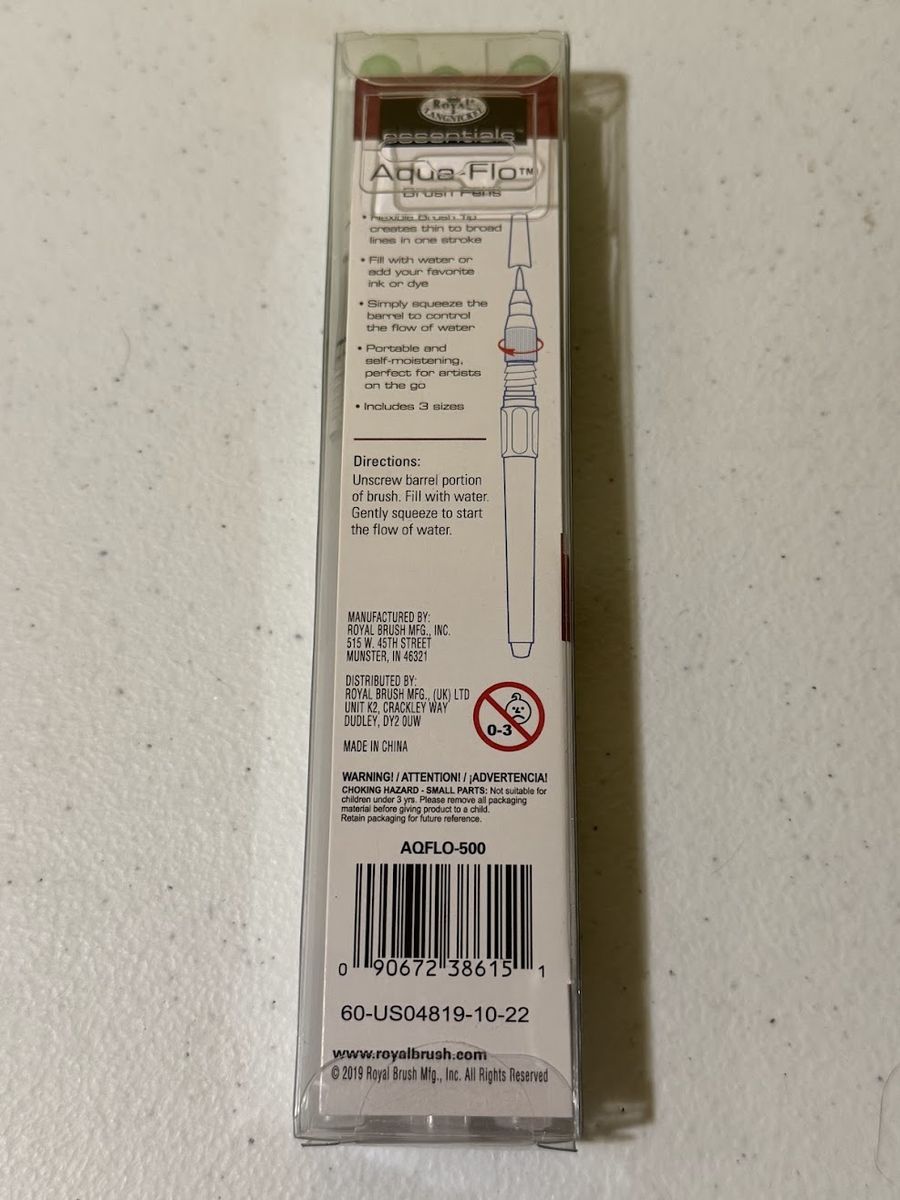 ROYAL &
LANGNICKEL
essentials™
Aqua-Flo™
Brush Pens
• Flexible Brush Tip
creates thin to broad
lines in one stroke
• Fill with water or
add your favorite
ink or dye
• Simply squeeze the
barrel to control
the flow of water
• Portable and
self-moistening,
perfect for artists
on the go
• Includes 3 sizes
Directions:
Unscrew barrel portion
of brush. Fill with water.
Gently squeeze to start
the flow of water.
MANUFACTURED BY:
ROYAL BRUSH MFG., INC.
515 W. 45TH STREET
MUNSTER, IN 46321
DISTRIBUTED BY:
ROYAL BRUSH MFG., (UK) LTD
UNIT K2, CRACKLEY WAY
DUDLEY, DY2 0UW
0-3
MADE IN CHINA
WARNING! / ATTENTION! / ¡ADVERTENCIA!
CHOKING HAZARD - SMALL PARTS: Not suitable for
children under 3 yrs. Please remove all packaging
material before giving product to a child.
Retain packaging for future reference.
AQFLO-500
0 90672 38615 1
60-US04819-10-22
www.royalbrush.com
© 2019 Royal Brush Mfg., Inc. All Rights Reserved